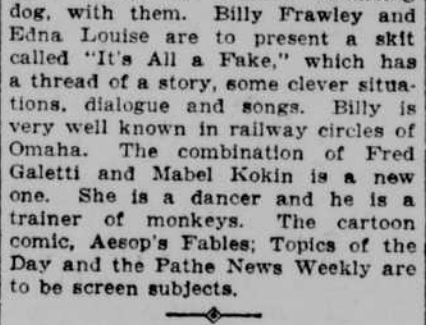 dog, with them. Billy Frawley and
Edna Louise are to present a skit
called "It's All a Fake," which has
a thread of a story, some clever situa-
tions, dialogue and songs. Billy is
very well known in railway circles of
Omaha. The combination of Fred
Galetti and Mabel Kokin is a new
one. She is a dancer and he is a
trainer of monkeys. The cartoon
comic, Aesop's Fables; Topics of the
Day and the Pathe News Weekly are
to be screen subjects.